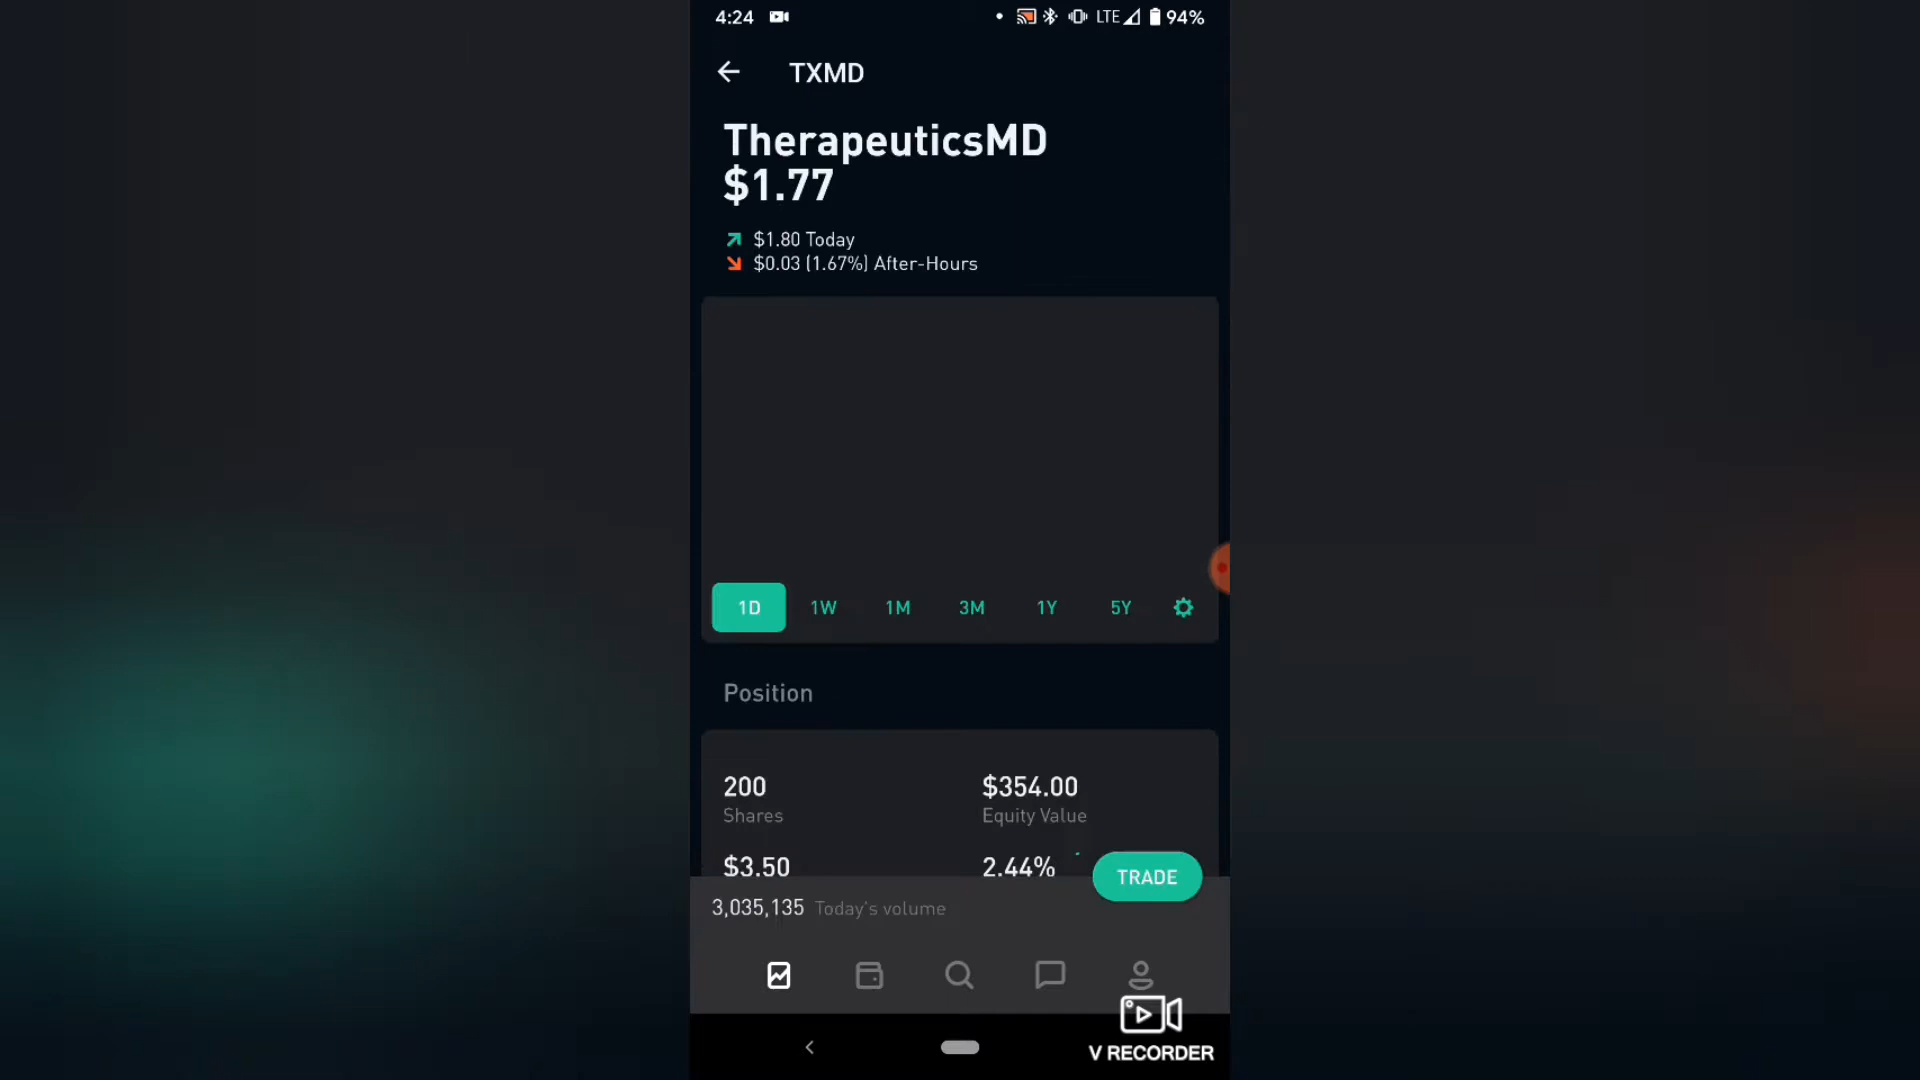 4:24 LTE 94%
TXMD
TherapeuticsMD
$1.77
$1.80 Today
$0.03 (1.67%) After-Hours
1D 1W 1M 3M 1Y 5Y
Position
200 $354.00
Shares Equity Value
$3.50 2.44%
TRADE
3,035,135 Today's volume
V RECORDER